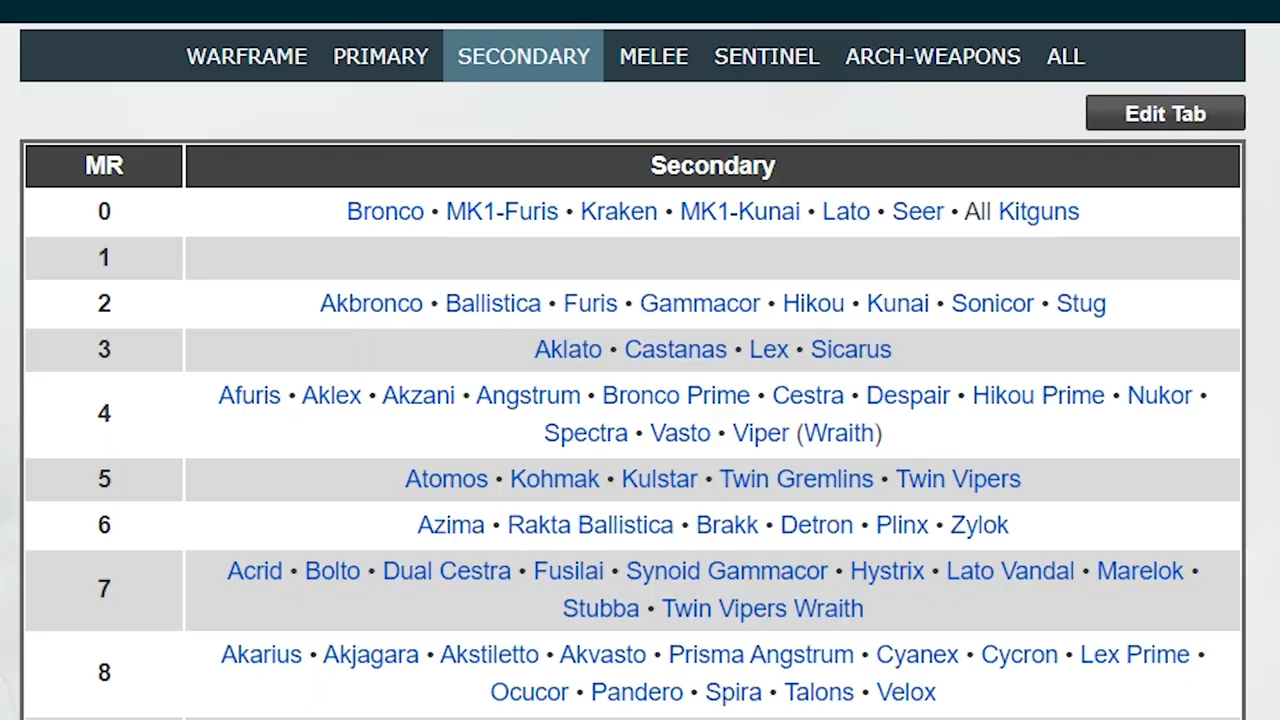 WARFRAME PRIMARY SECONDARY MELEE SENTINEL ARCH-WEAPONS ALL
Edit Tab
MR Secondary
0 Bronco • MK1-Furis • Kraken • MK1-Kunai • Lato • Seer • All Kitguns
1
2 Akbronco • Ballistica • Furis • Gammacor • Hikou • Kunai • Sonicor • Stug
3 Aklato • Castanas • Lex • Sicarus
4 Afuris • Aklex • Akzani • Angstrum • Bronco Prime • Cestra • Despair • Hikou Prime • Nukor •
Spectra • Vasto • Viper (Wraith)
5 Atomos • Kohmak • Kulstar • Twin Gremlins • Twin Vipers
6 Azima • Rakta Ballistica • Brakk • Detron • Plinx • Zylok
7 Acrid • Bolto • Dual Cestra • Fusilai • Synoid Gammacor • Hystrix • Lato Vandal • Marelok •
Stubba • Twin Vipers Wraith
8 Akarius • Akjagara • Akstiletto • Akvasto • Prisma Angstrum • Cyanex • Cycron • Lex Prime •
Ocucor • Pandero • Spira • Talons • Velox